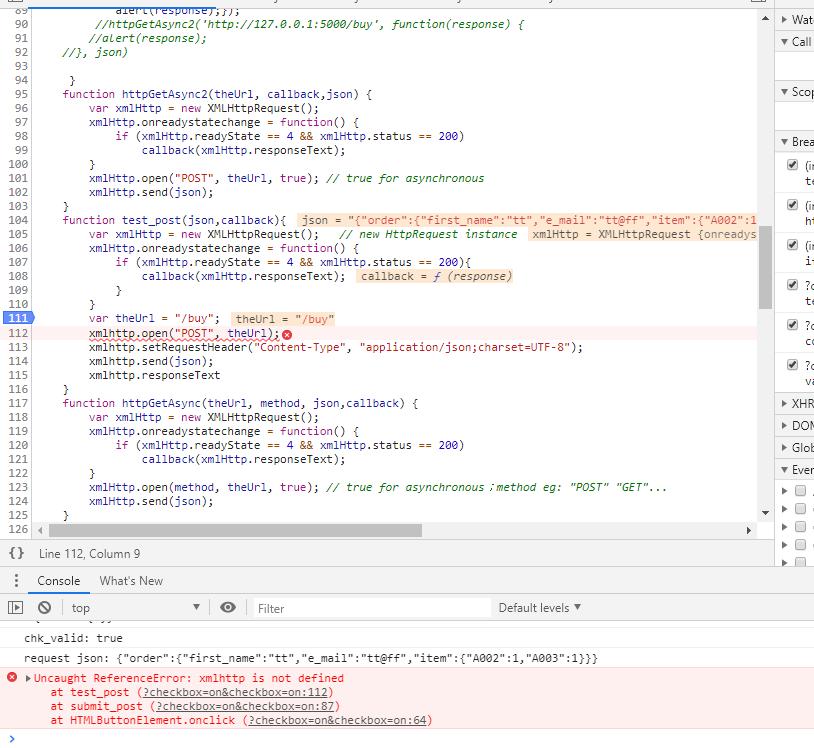 89 alert(response);});
90 //httpGetAsync2('http://127.0.0.1:5000/buy', function(response) {
91 //alert(response);
92 //}, json)
93
94 }
95 function httpGetAsync2(theUrl, callback,json) {
96 var xmlHttp = new XMLHttpRequest();
97 xmlHttp.onreadystatechange = function() {
98 if (xmlHttp.readyState == 4 && xmlHttp.status == 200)
99 callback(xmlHttp.responseText);
100 }
101 xmlHttp.open("POST", theUrl, true); // true for asynchronous
102 xmlHttp.send(json);
103 }
104 function test_post(json,callback){ json = "{"order":{"first_name":"tt","e_mail":"tt@ff","item":{"A002":1
105 var xmlHttp = new XMLHttpRequest(); // new HttpRequest instance xmlHttp = XMLHttpRequest {onreadys
106 xmlHttp.onreadystatechange = function() {
107 if (xmlHttp.readyState == 4 && xmlHttp.status == 200){
108 callback(xmlHttp.responseText); callback = ƒ (response)
109 }
110 }
111 var theUrl = "/buy"; theUrl = "/buy"
112 xmlhttp.open("POST", theUrl);
113 xmlhttp.setRequestHeader("Content-Type", "application/json;charset=UTF-8");
114 xmlhttp.send(json);
115 xmlhttp.responseText
116 }
117 function httpGetAsync(theUrl, method, json,callback) {
118 var xmlHttp = new XMLHttpRequest();
119 xmlHttp.onreadystatechange = function() {
120 if (xmlHttp.readyState == 4 && xmlHttp.status == 200)
121 callback(xmlHttp.responseText);
122 }
123 xmlHttp.open(method, theUrl, true); // true for asynchronous；method eg: "POST" "GET"...
124 xmlHttp.send(json);
125 }
126
{} Line 112, Column 9
Wat
Call
Scop
Brea
(in
te
(in
ht
(in
it
?c
te
?c
co
?c
va
XHR
DOM
Glob
Even
Console What's New
top Filter Default levels
chk_valid: true
request json: {"order":{"first_name":"tt","e_mail":"tt@ff","item":{"A002":1,"A003":1}}}
Uncaught ReferenceError: xmlhttp is not defined
at test_post (?checkbox=on&checkbox=on:112)
at submit_post (?checkbox=on&checkbox=on:87)
at HTMLButtonElement.onclick (?checkbox=on&checkbox=on:64)